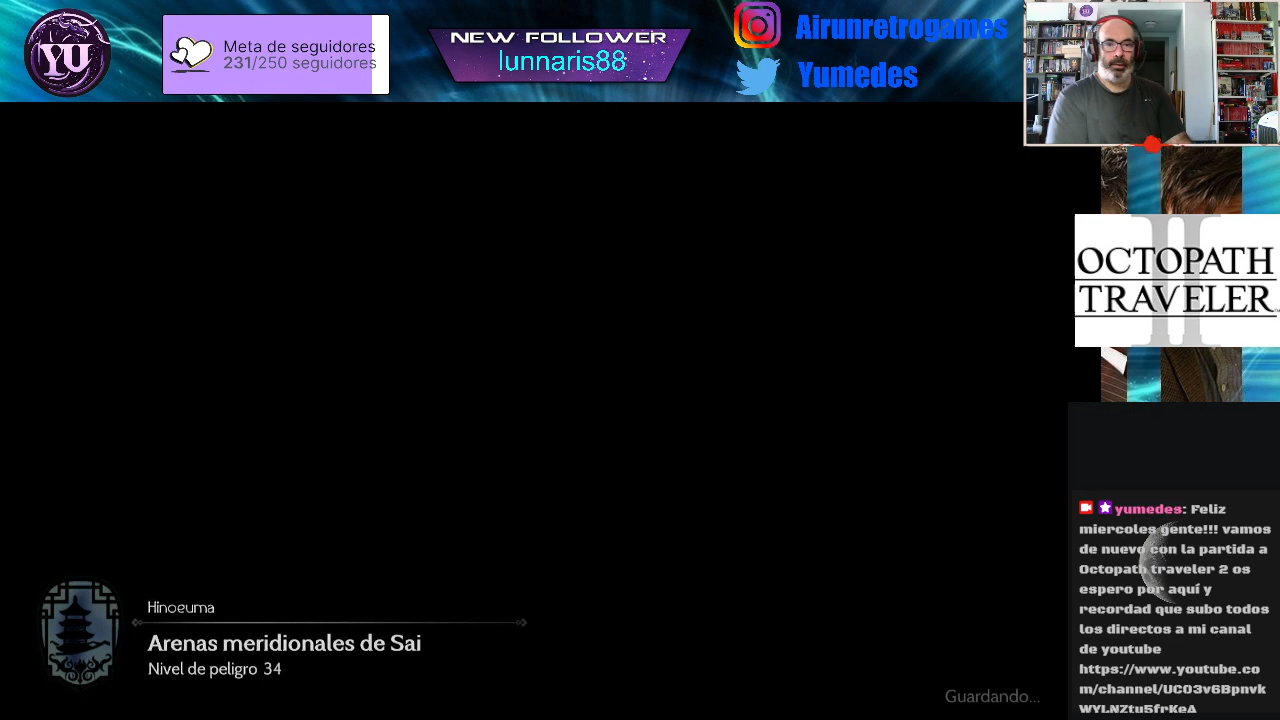 YU
Meta de seguidores
231/250 seguidores
NEW FOLLOWER
lunnaris88
Airunretrogames
Yumedes
OCTOPATH
TRAVELER
yumedes: Feliz
miercoles gente!!! vamos
de nuevo con la partida a
Octopath traveler 2 os
espero por aquí y
recordad que subo todos
los directos a mi canal
de youtube
https://www.youtube.co
m/channel/UCO3v6Bpnvk
WYLNZtu5frKeA
Hinoeuma
Arenas meridionales de Sai
Nivel de peligro 34
Guardando...